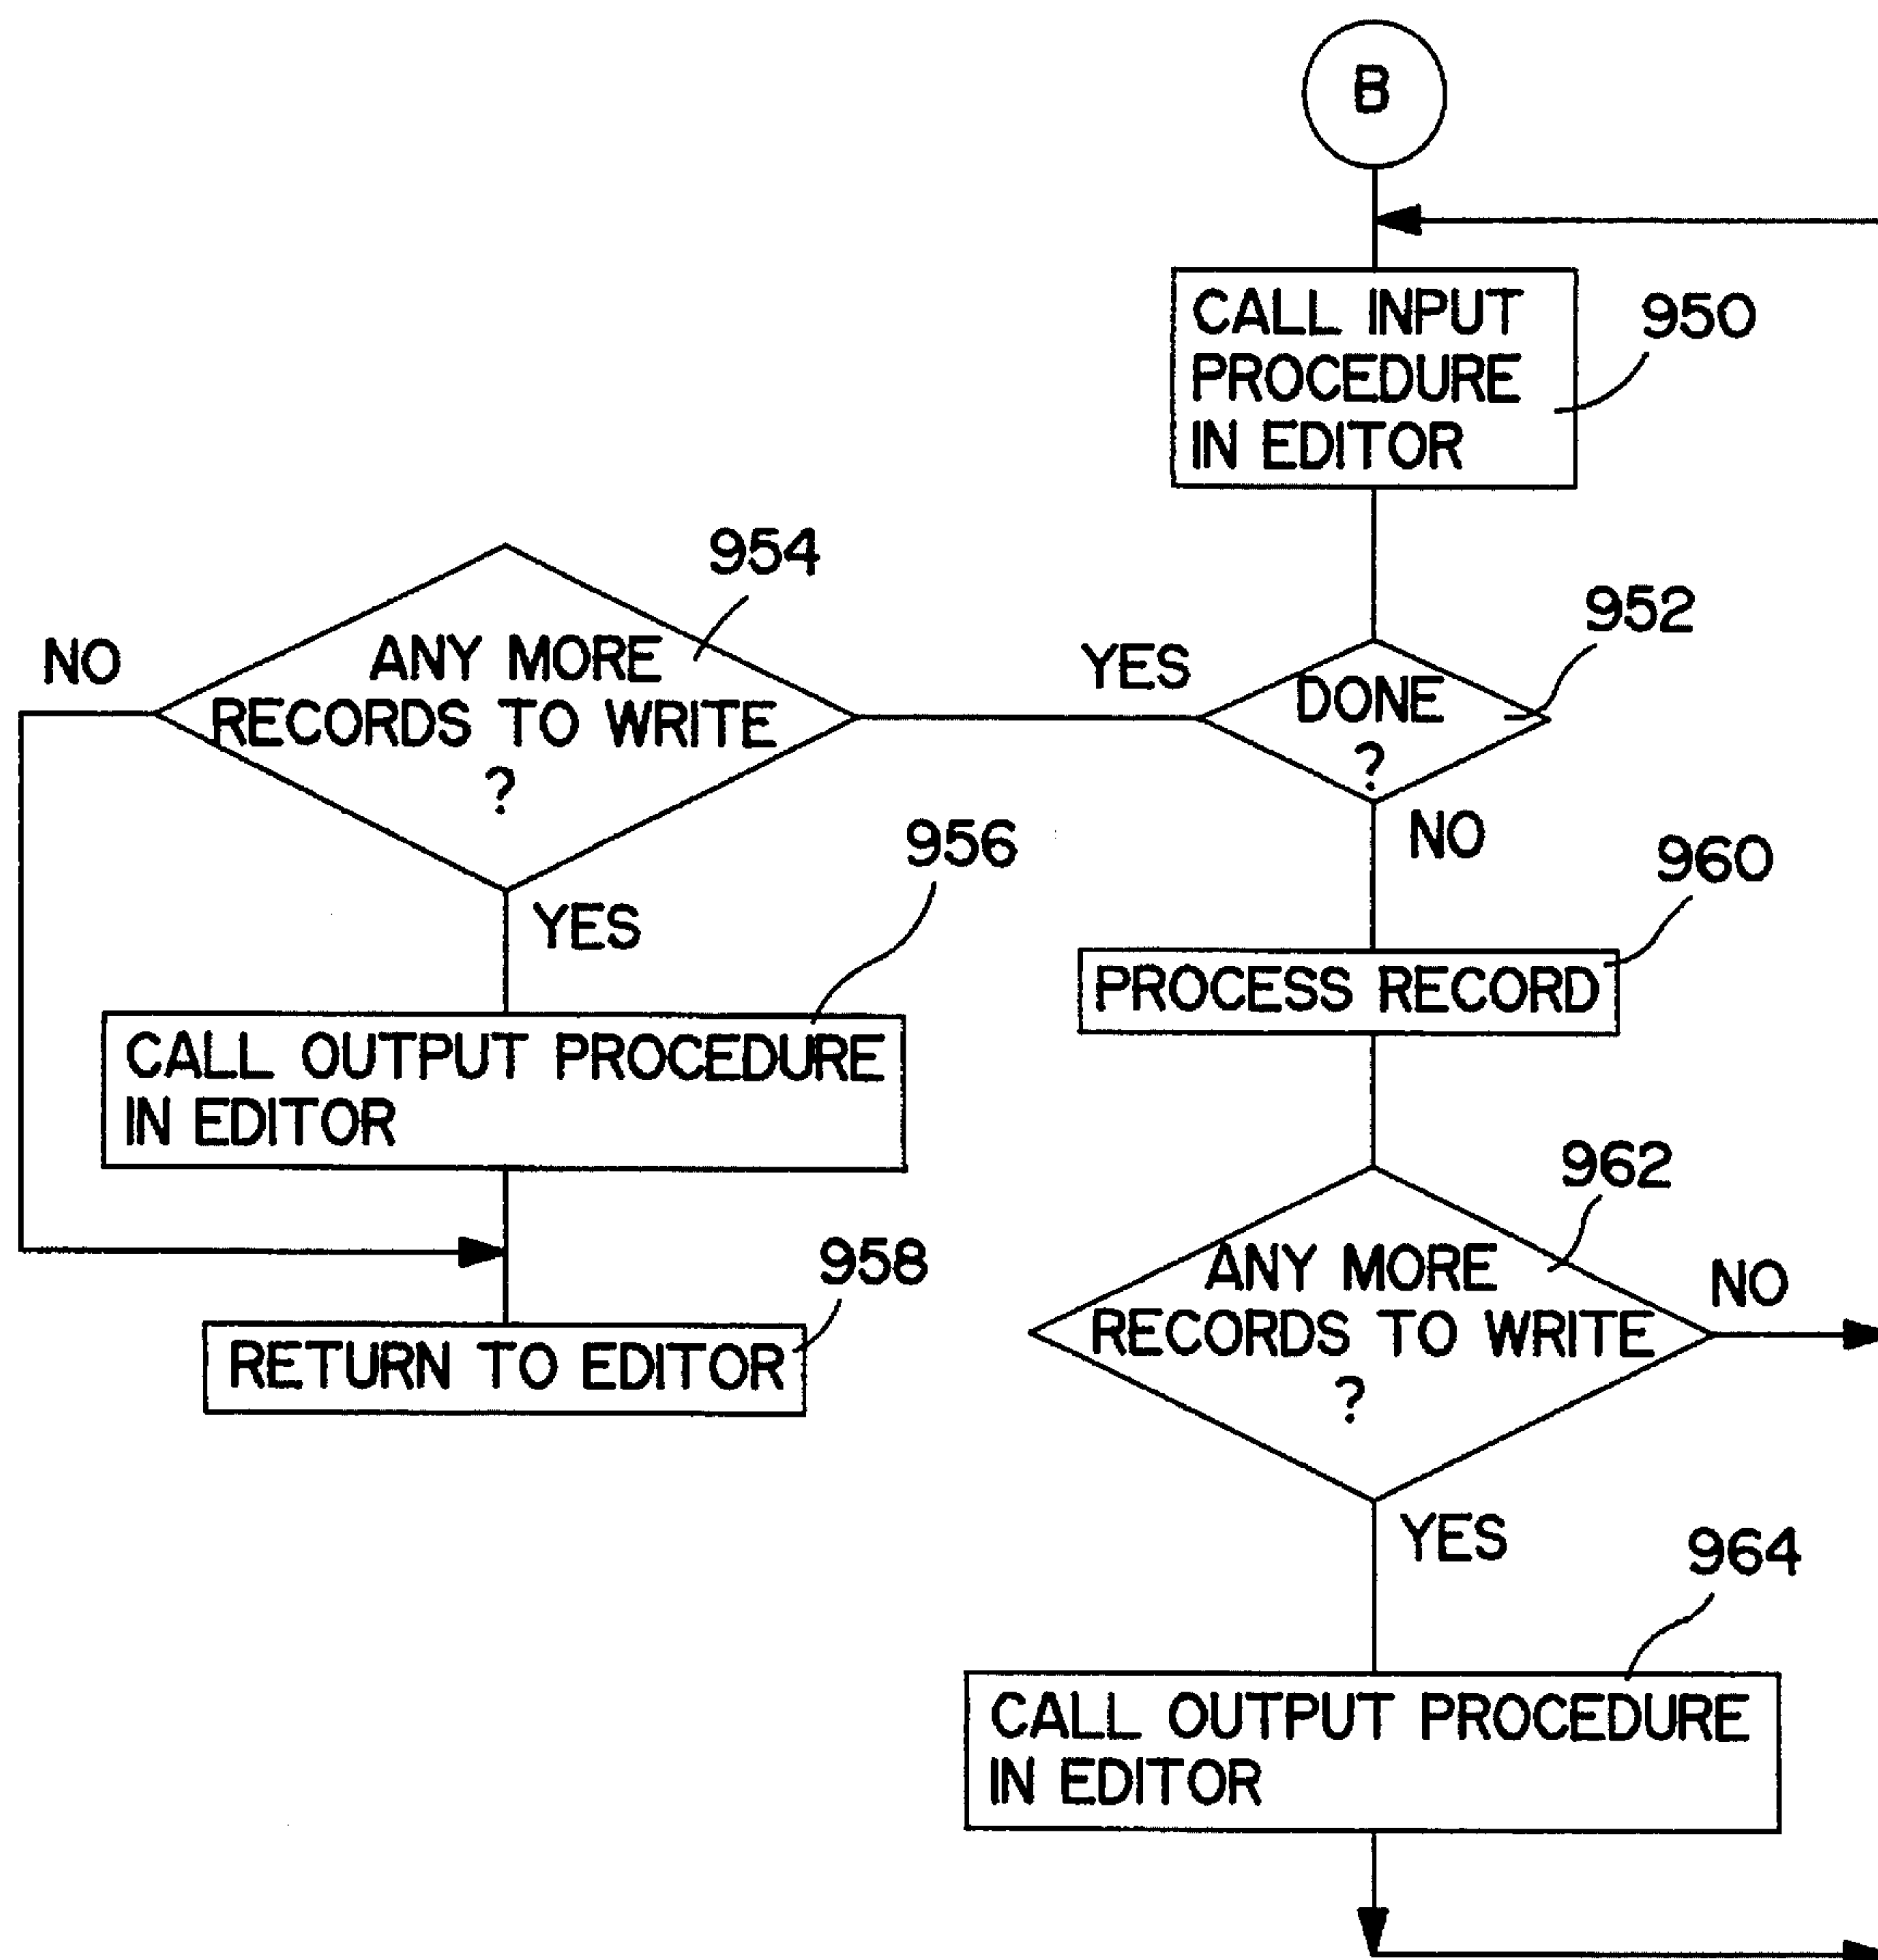 B
CALL INPUT
PROCEDURE
IN EDITOR
950
954
952
NO
ANY MORE
RECORDS TO WRITE
?
YES
DONE
?
NO
956
960
YES
PROCESS RECORD
CALL OUTPUT PROCEDURE
IN EDITOR
962
958
ANY MORE
RECORDS TO WRITE
?
NO
RETURN TO EDITOR
YES
964
CALL OUTPUT PROCEDURE
IN EDITOR